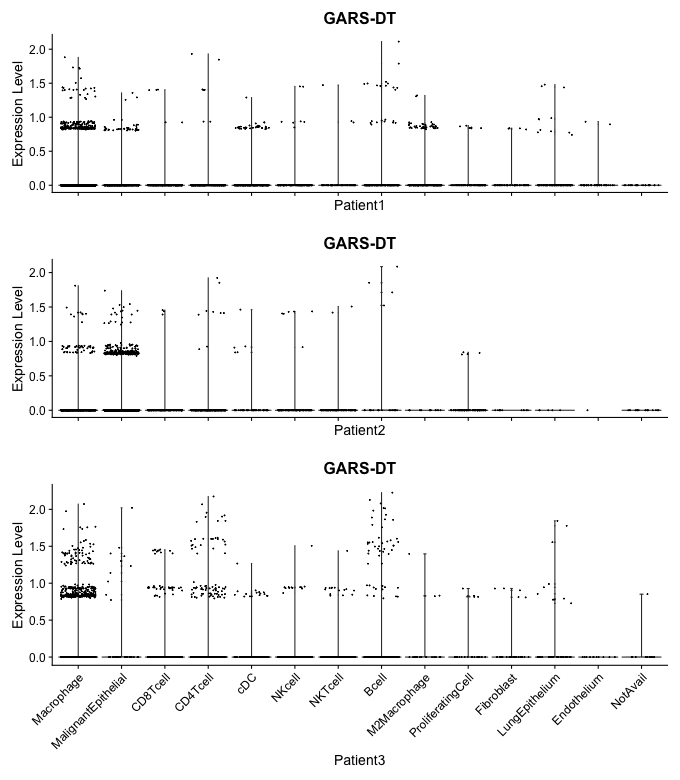 GARS-DT
Expression Level
2.0
1.5
1.0
0.5
0.0
Patient1
GARS-DT
Expression Level
2.0
1.5
1.0
0.5
0.0
Patient2
GARS-DT
Expression Level
2.0
1.5
1.0
0.5
0.0
Macrophage
MalignantEpithelial
CD8Tcell
CD4Tcell
cDC
NKcell
NKTcell
Bcell
M2Macrophage
ProliferatingCell
Fibroblast
LungEpithelium
Endothelium
NotAvail
Patient3